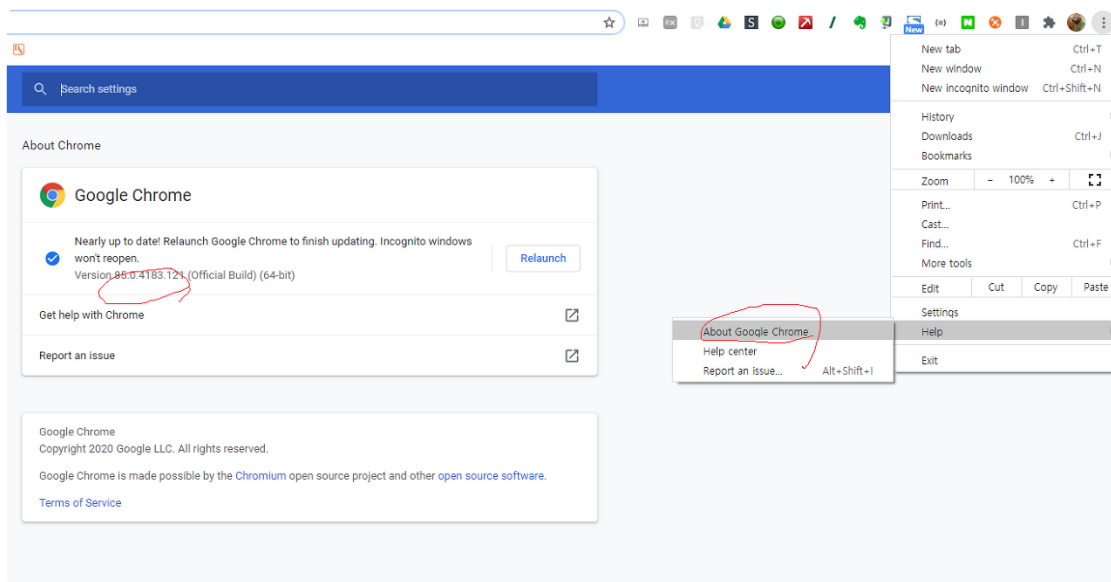 New
New tab Ctrl+T
New window Ctrl+N
New incognito window Ctrl+Shift+N
History
Downloads Ctrl+J
Bookmarks
Zoom - 100% +
Print... Ctrl+P
Cast...
Find... Ctrl+F
More tools
Edit Cut Copy Paste
Settings
Help
Exit
About Google Chrome
Help center
Report an issue... Alt+Shift+I
Search settings
About Chrome
Google Chrome
Nearly up to date! Relaunch Google Chrome to finish updating. Incognito windows
won't reopen.
Version 85.0.4183.121 (Official Build) (64-bit)
Relaunch
Get help with Chrome
Report an issue
Google Chrome
Copyright 2020 Google LLC. All rights reserved.
Google Chrome is made possible by the Chromium open source project and other open source software.
Terms of Service